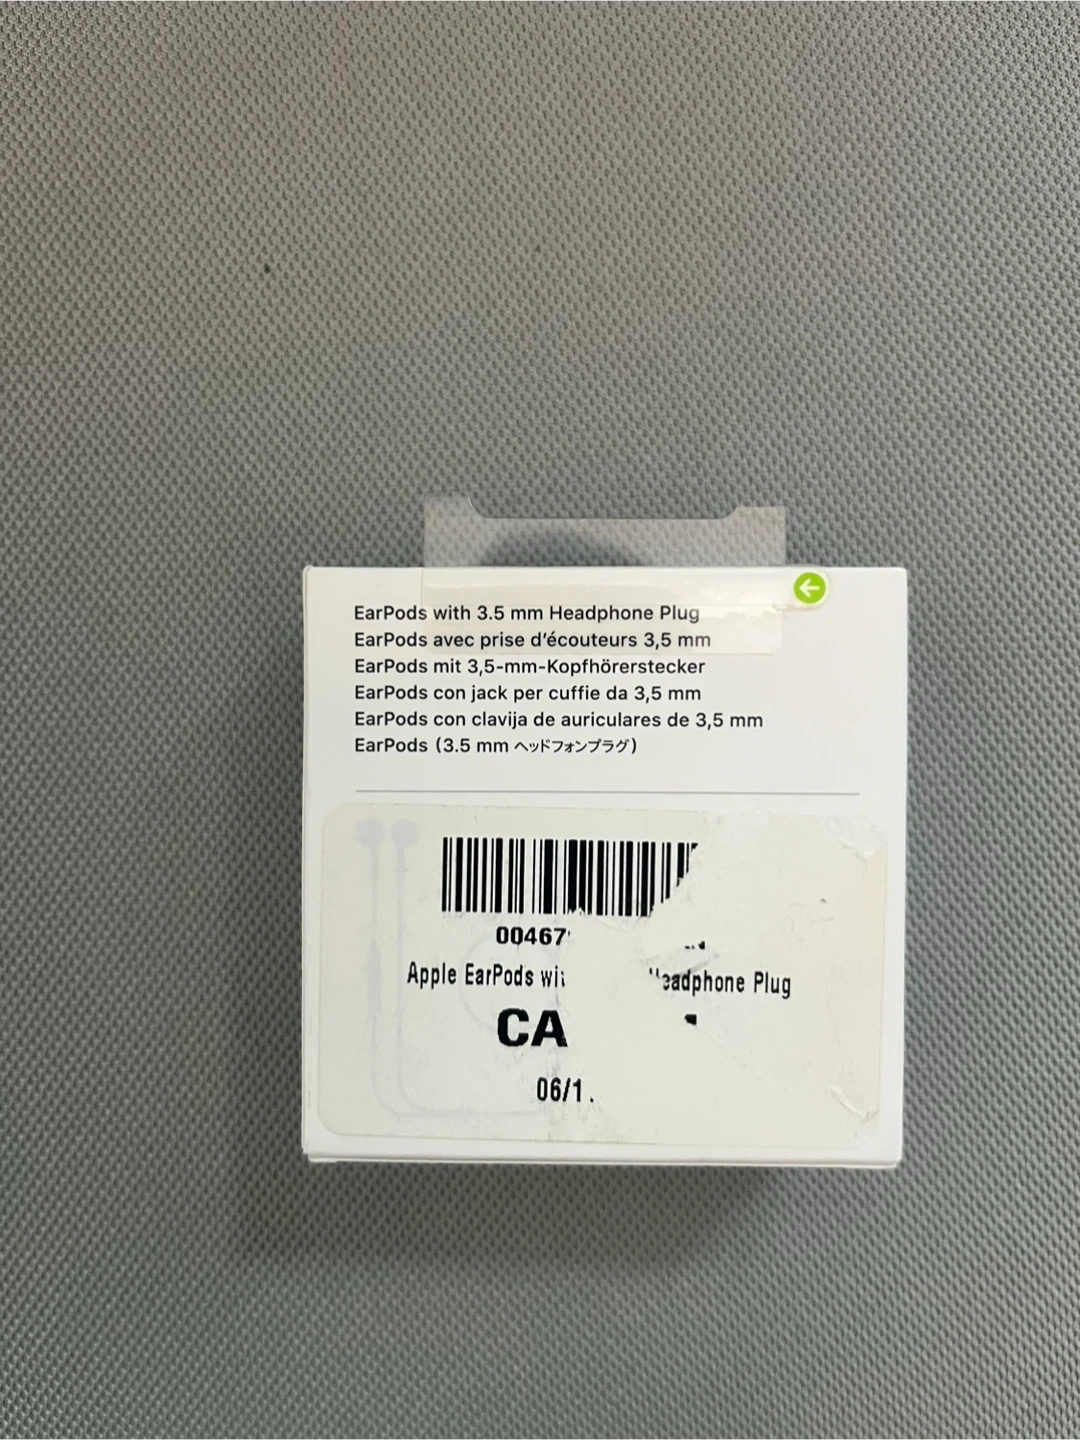 EarPods with 3.5 mm Headphone Plug
EarPods avec prise d'écouteurs 3,5 mm
EarPods mit 3,5-mm-Kopfhörerstecker
EarPods con jack per cuffie da 3,5 mm
EarPods con clavija de auriculares de 3,5 mm
EarPods (3.5 mm ヘッドフォンプラグ)
00467
Apple EarPods Headphone Plug
CA
06/1